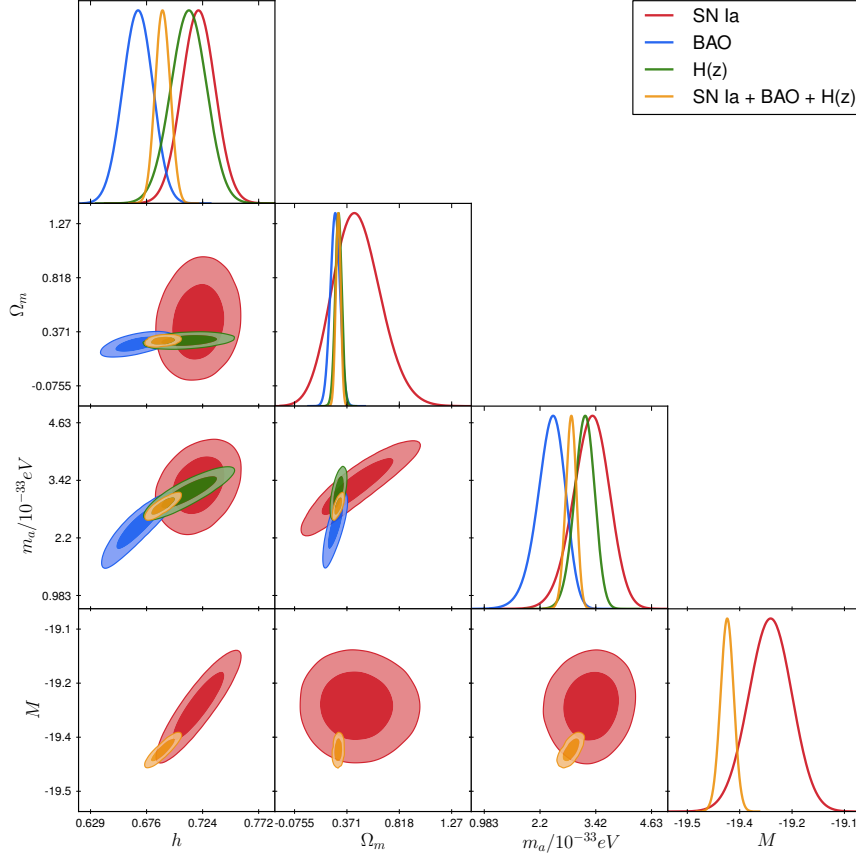 SN Ia
BAO
H(z)
SN Ia + BAO + H(z)
1.27
0.818
0.371
-0.0755
Ω_m
4.63
3.42
2.2
0.983
m_a/10^{-33}eV
-19.1
-19.2
-19.4
-19.5
M
0.629 0.676 0.724 0.772
-0.0755 0.371 0.818 1.27
0.983 2.2 3.42 4.63
-19.5 -19.4 -19.2 -19.1
h
Ω_m
m_a/10^{-33}eV
M